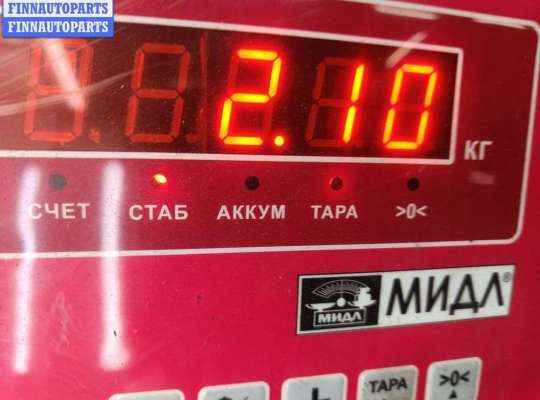 FINNAUTOPARTS
FINNAUTOPARTS
2.10
КГ
СЧЕТ СТАБ АККУМ ТАРА >0<
МИДЛ МИДЛ®
+ ТАРА >0<